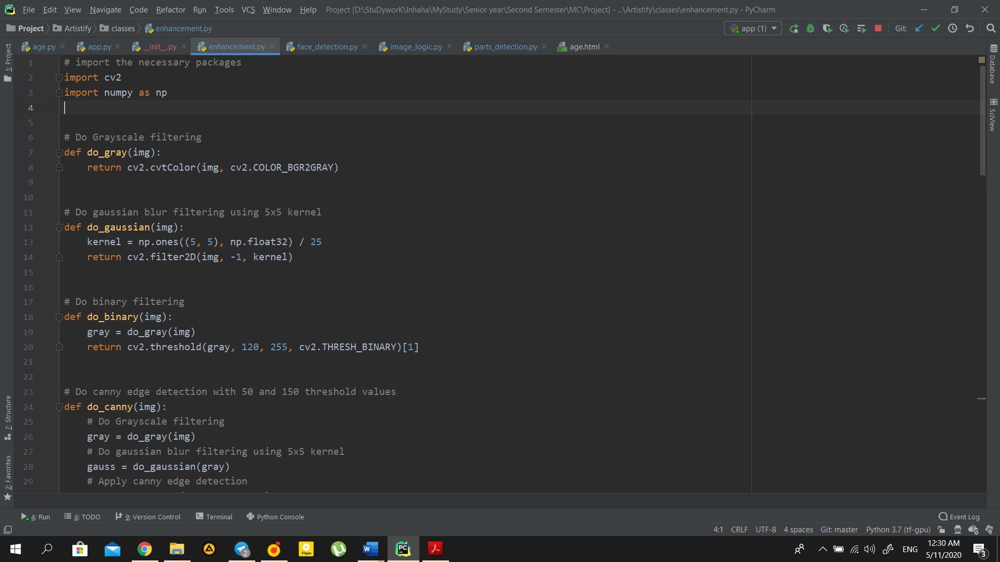 File Edit View Navigate Code Refactor Run Tools VCS Window Help Project [D:\StuDyworK\Inhaha\MyStudy\Senior year\Second Semester\MC\Project] - ...\Artistify\classes\enhancement.py - PyCharm
Project Artistify classes enhancement.py app (1) Git:
age.py app.py __init__.py enhancement.py face_detection.py image_logic.py parts_detection.py age.html
1: Project
Database
SciView
1 # import the necessary packages
2 import cv2
3 import numpy as np
4
5
6 # Do Grayscale filtering
7 def do_gray(img):
8 return cv2.cvtColor(img, cv2.COLOR_BGR2GRAY)
9
10
11 # Do gaussian blur filtering using 5x5 kernel
12 def do_gaussian(img):
13 kernel = np.ones((5, 5), np.float32) / 25
14 return cv2.filter2D(img, -1, kernel)
15
16
17 # Do binary filtering
18 def do_binary(img):
19 gray = do_gray(img)
20 return cv2.threshold(gray, 120, 255, cv2.THRESH_BINARY)[1]
21
22
23 # Do canny edge detection with 50 and 150 threshold values
24 def do_canny(img):
25 # Do Grayscale filtering
26 gray = do_gray(img)
27 # Do gaussian blur filtering using 5x5 kernel
28 gauss = do_gaussian(gray)
29 # Apply canny edge detection
7: Structure
2: Favorites
4: Run 6: TODO 9: Version Control Terminal Python Console Event Log
4:1 CRLF UTF-8 4 spaces Git: master Python 3.7 (tf-gpu)
PC
2
Player
W
ENG
12:30 AM
5/11/2020
3